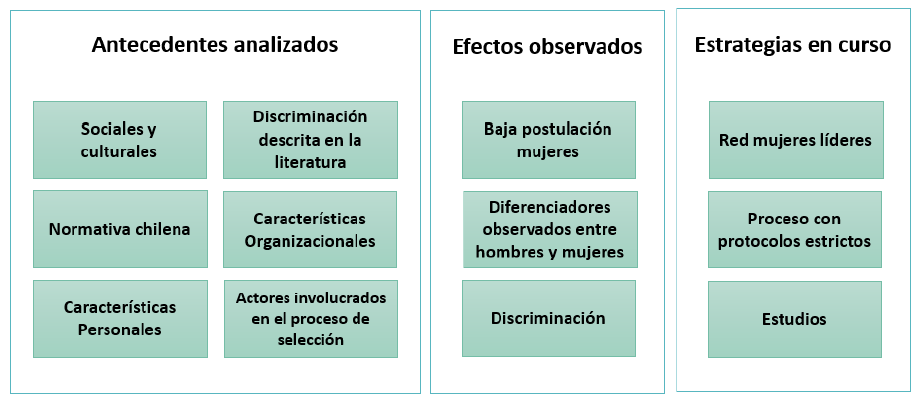 Antecedentes analizados
Sociales y
culturales
Discriminación
descrita en la
literatura
Normativa chilena
Características
Organizacionales
Características
Personales
Actores involucrados
en el proceso de
selección
Efectos observados
Baja postulación
mujeres
Diferenciadores
observados entre
hombres y mujeres
Discriminación
Estrategias en curso
Red mujeres líderes
Proceso con
protocolos estrictos
Estudios